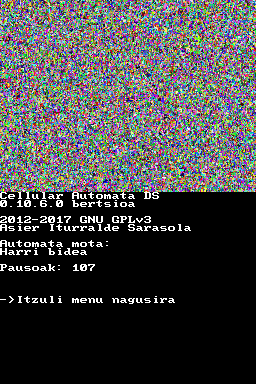 Cellular Automata DS
0.10.6.0 bertsioa
2012-2017 GNU GPLv3
Asier Iturralde Sarasola
Automata mota:
Harri bidea
Pausoak: 107
->Itzuli menu nagusira